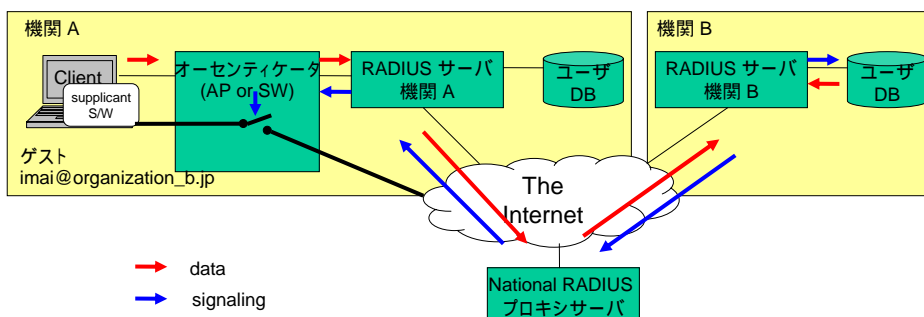 機関 A
Client
supplicant
S/W
オーセンティケータ
(AP or SW)
RADIUS サーバ
機関 A
ユーザ
DB
ゲスト
imai@organization_b.jp
機関 B
RADIUS サーバ
機関 B
ユーザ
DB
The
Internet
National RADIUS
プロキシサーバ
data
signaling